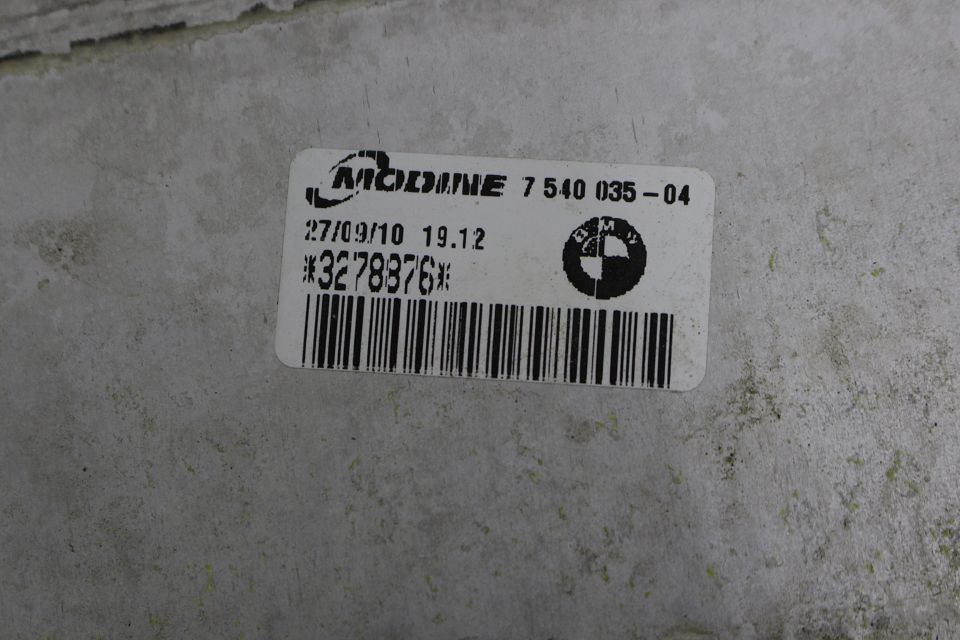 MODINE 7 540 035-04
27/09/10 19.12
BMW
*3278876*